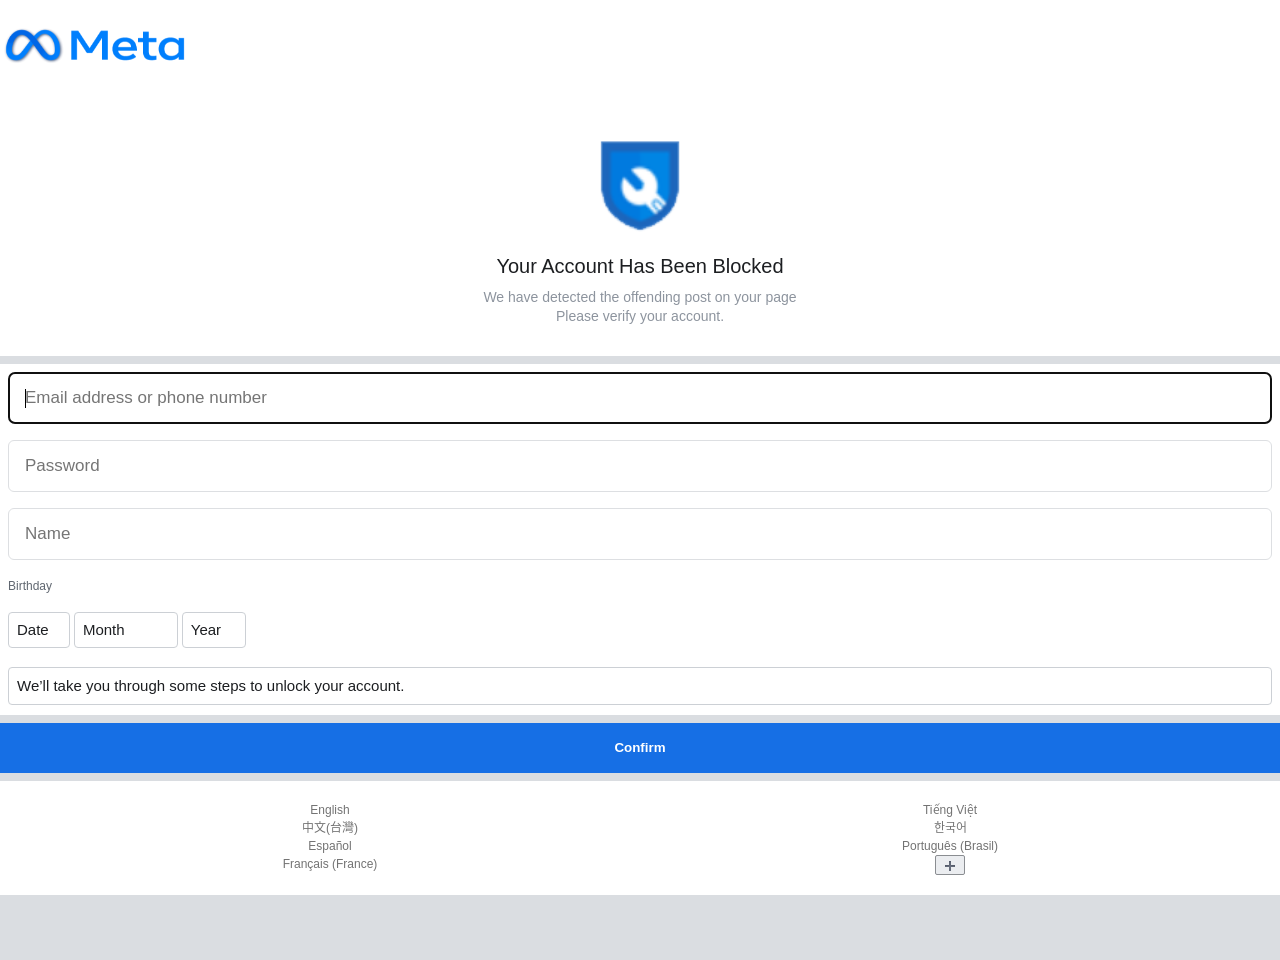 Meta
Your Account Has Been Blocked
We have detected the offending post on your page
Please verify your account.
Email address or phone number
Password
Name
Birthday
Date Month Year
We’ll take you through some steps to unlock your account.
Confirm
English
中文(台灣)
Español
Français (France)
Tiếng Việt
한국어
Português (Brasil)